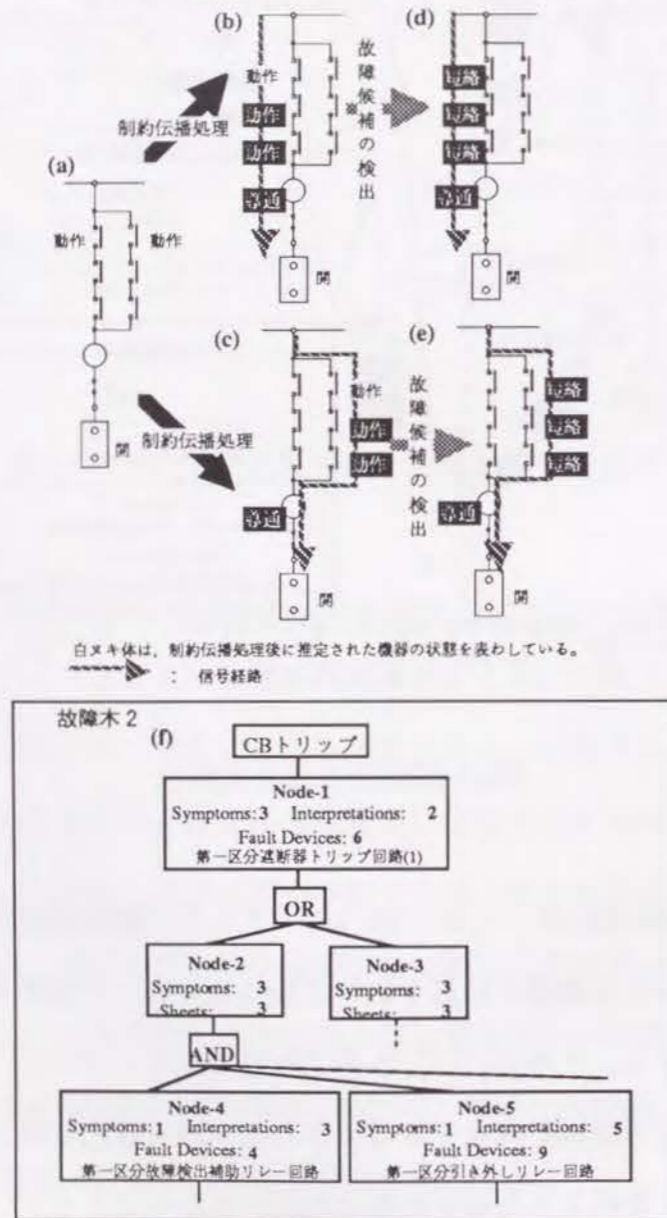 (a)
動作
動作
開
制約伝播処理
制約伝播処理
(b)
動作
動作
動作
導通
開
故障候補の検出
(d)
短絡
短絡
短絡
導通
開
(c)
動作
動作
動作
導通
開
故障候補の検出
(e)
短絡
短絡
短絡
導通
開
白ヌキ体は、制約伝播処理後に推定された機器の状態を表わしている。
: 信号経路
故障木2
(f)
CBトリップ
Node-1
Symptoms: 3 Interpretations: 2
Fault Devices: 6
第一区分遮断器トリップ回路(1)
OR
Node-2
Symptoms: 3
Sheets: 3
Node-3
Symptoms: 3
Sheets: 3
AND
Node-4
Symptoms: 1 Interpretations: 3
Fault Devices: 4
第一区分故障検出補助リレー回路
Node-5
Symptoms: 1 Interpretations: 5
Fault Devices: 9
第一区分引き外しリレー回路